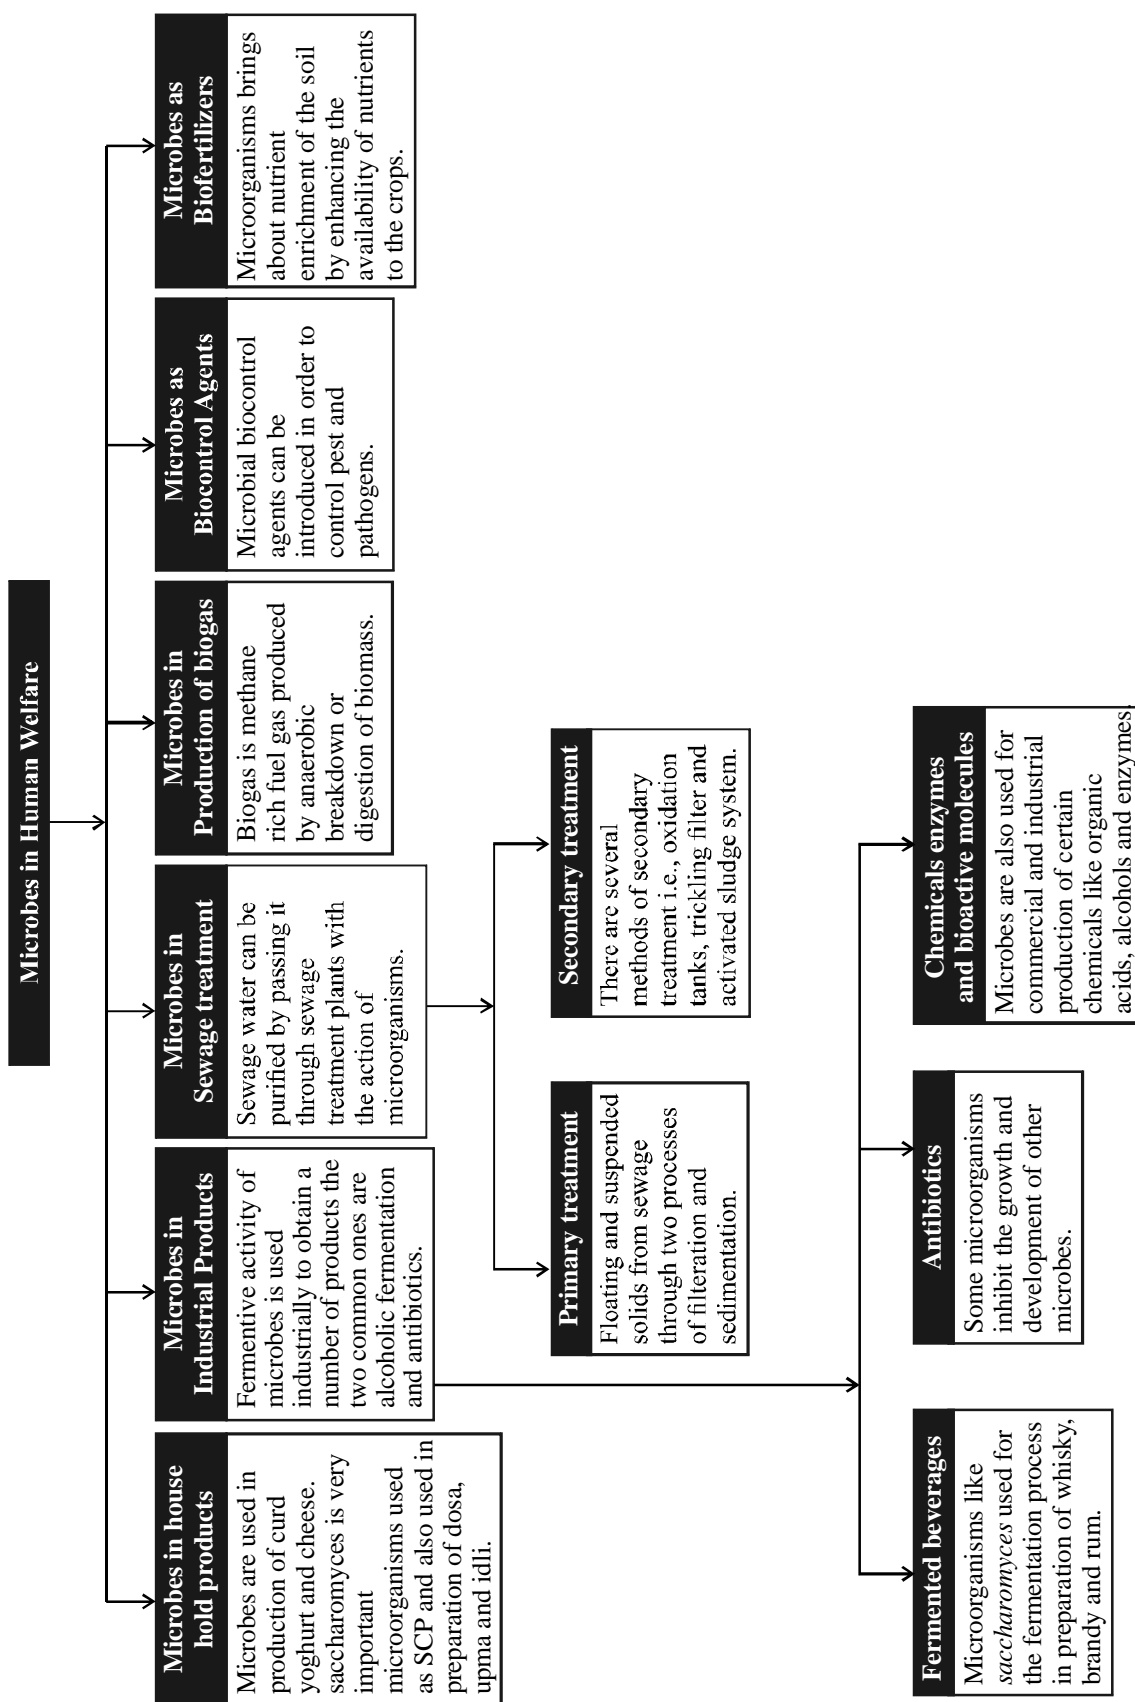 Microbes in Human Welfare
Microbes in house
hold products
Microbes are used in
production of curd
yoghurt and cheese.
saccharomyces is very
important
microorganisms used
as SCP and also used in
preparation of dosa,
upma and idli.
Microbes in
Industrial Products
Fermentive activity of
microbes is used
industrially to obtain a
number of products the
two common ones are
alcoholic fermentation
and antibiotics.
Microbes in
Sewage treatment
Sewage water can be
purified by passing it
through sewage
treatment plants with
the action of
microorganisms.
Microbes in
Production of biogas
Biogas is methane
rich fuel gas produced
by anaerobic
breakdown or
digestion of biomass.
Microbes as
Biocontrol Agents
Microbial biocontrol
agents can be
introduced in order to
control pest and
pathogens.
Microbes as
Biofertilizers
Microorganisms brings
about nutrient
enrichment of the soil
by enhancing the
availability of nutrients
to the crops.
Primary treatment
Floating and suspended
solids from sewage
through two processes
of filteration and
sedimentation.
Secondary treatment
There are several
methods of secondary
treatment i.e., oxidation
tanks, trickling filter and
activated sludge system.
Fermented beverages
Microorganisms like
saccharomyces used for
the fermentation process
in preparation of whisky,
brandy and rum.
Antibiotics
Some microorganisms
inhibit the growth and
development of other
microbes.
Chemicals enzymes
and bioactive molecules
Microbes are also used for
commercial and industrial
production of certain
chemicals like organic
acids, alcohols and enzymes.